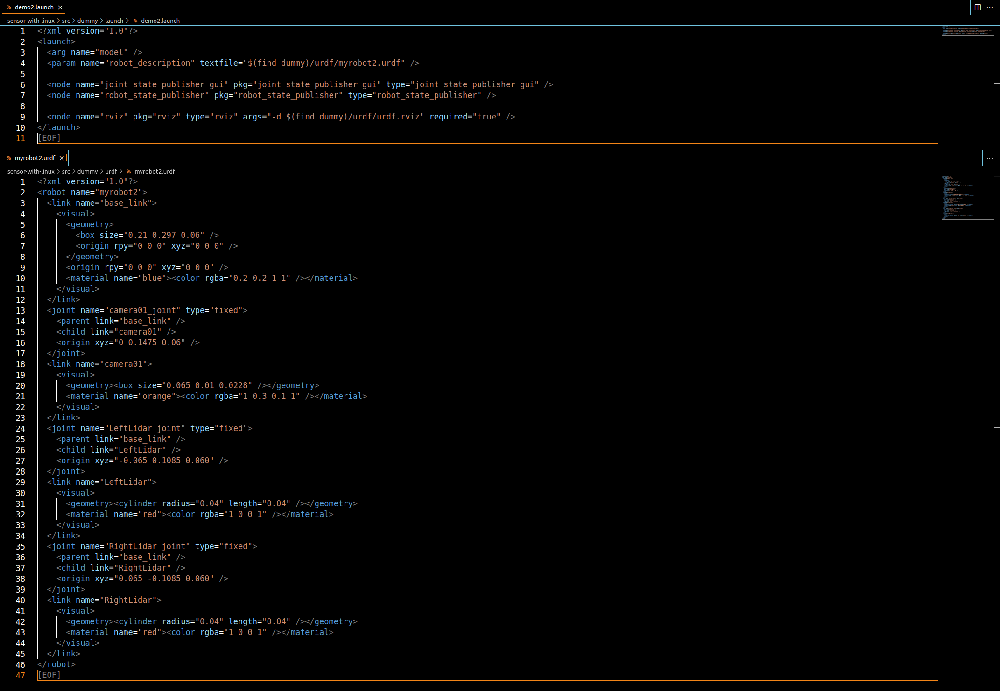 demo2.launch ×
sensor-with-linux > src > dummy > launch > demo2.launch
1 <?xml version="1.0"?>
2 <launch>
3   <arg name="model" />
4   <param name="robot_description" textfile="$(find dummy)/urdf/myrobot2.urdf" />
5
6   <node name="joint_state_publisher_gui" pkg="joint_state_publisher_gui" type="joint_state_publisher_gui" />
7   <node name="robot_state_publisher" pkg="robot_state_publisher" type="robot_state_publisher" />
8
9   <node name="rviz" pkg="rviz" type="rviz" args="-d $(find dummy)/urdf/urdf.rviz" required="true" />
10 </launch>
11 [EOF]
myrobot2.urdf ×
sensor-with-linux > src > dummy > urdf > myrobot2.urdf
1 <?xml version="1.0"?>
2 <robot name="myrobot2">
3   <link name="base_link">
4     <visual>
5       <geometry>
6         <box size="0.21 0.297 0.06" />
7         <origin rpy="0 0 0" xyz="0 0 0" />
8       </geometry>
9       <origin rpy="0 0 0" xyz="0 0 0" />
10       <material name="blue"><color rgba="0.2 0.2 1 1" /></material>
11     </visual>
12   </link>
13   <joint name="camera01_joint" type="fixed">
14     <parent link="base_link" />
15     <child link="camera01" />
16     <origin xyz="0 0.1475 0.06" />
17   </joint>
18   <link name="camera01">
19     <visual>
20       <geometry><box size="0.065 0.01 0.0228" /></geometry>
21       <material name="orange"><color rgba="1 0.3 0.1 1" /></material>
22     </visual>
23   </link>
24   <joint name="LeftLidar_joint" type="fixed">
25     <parent link="base_link" />
26     <child link="LeftLidar" />
27     <origin xyz="-0.065 0.1085 0.060" />
28   </joint>
29   <link name="LeftLidar">
30     <visual>
31       <geometry><cylinder radius="0.04" length="0.04" /></geometry>
32       <material name="red"><color rgba="1 0 0 1" /></material>
33     </visual>
34   </link>
35   <joint name="RightLidar_joint" type="fixed">
36     <parent link="base_link" />
37     <child link="RightLidar" />
38     <origin xyz="0.065 -0.1085 0.060" />
39   </joint>
40   <link name="RightLidar">
41     <visual>
42       <geometry><cylinder radius="0.04" length="0.04" /></geometry>
43       <material name="red"><color rgba="1 0 0 1" /></material>
44     </visual>
45   </link>
46 </robot>
47 [EOF]